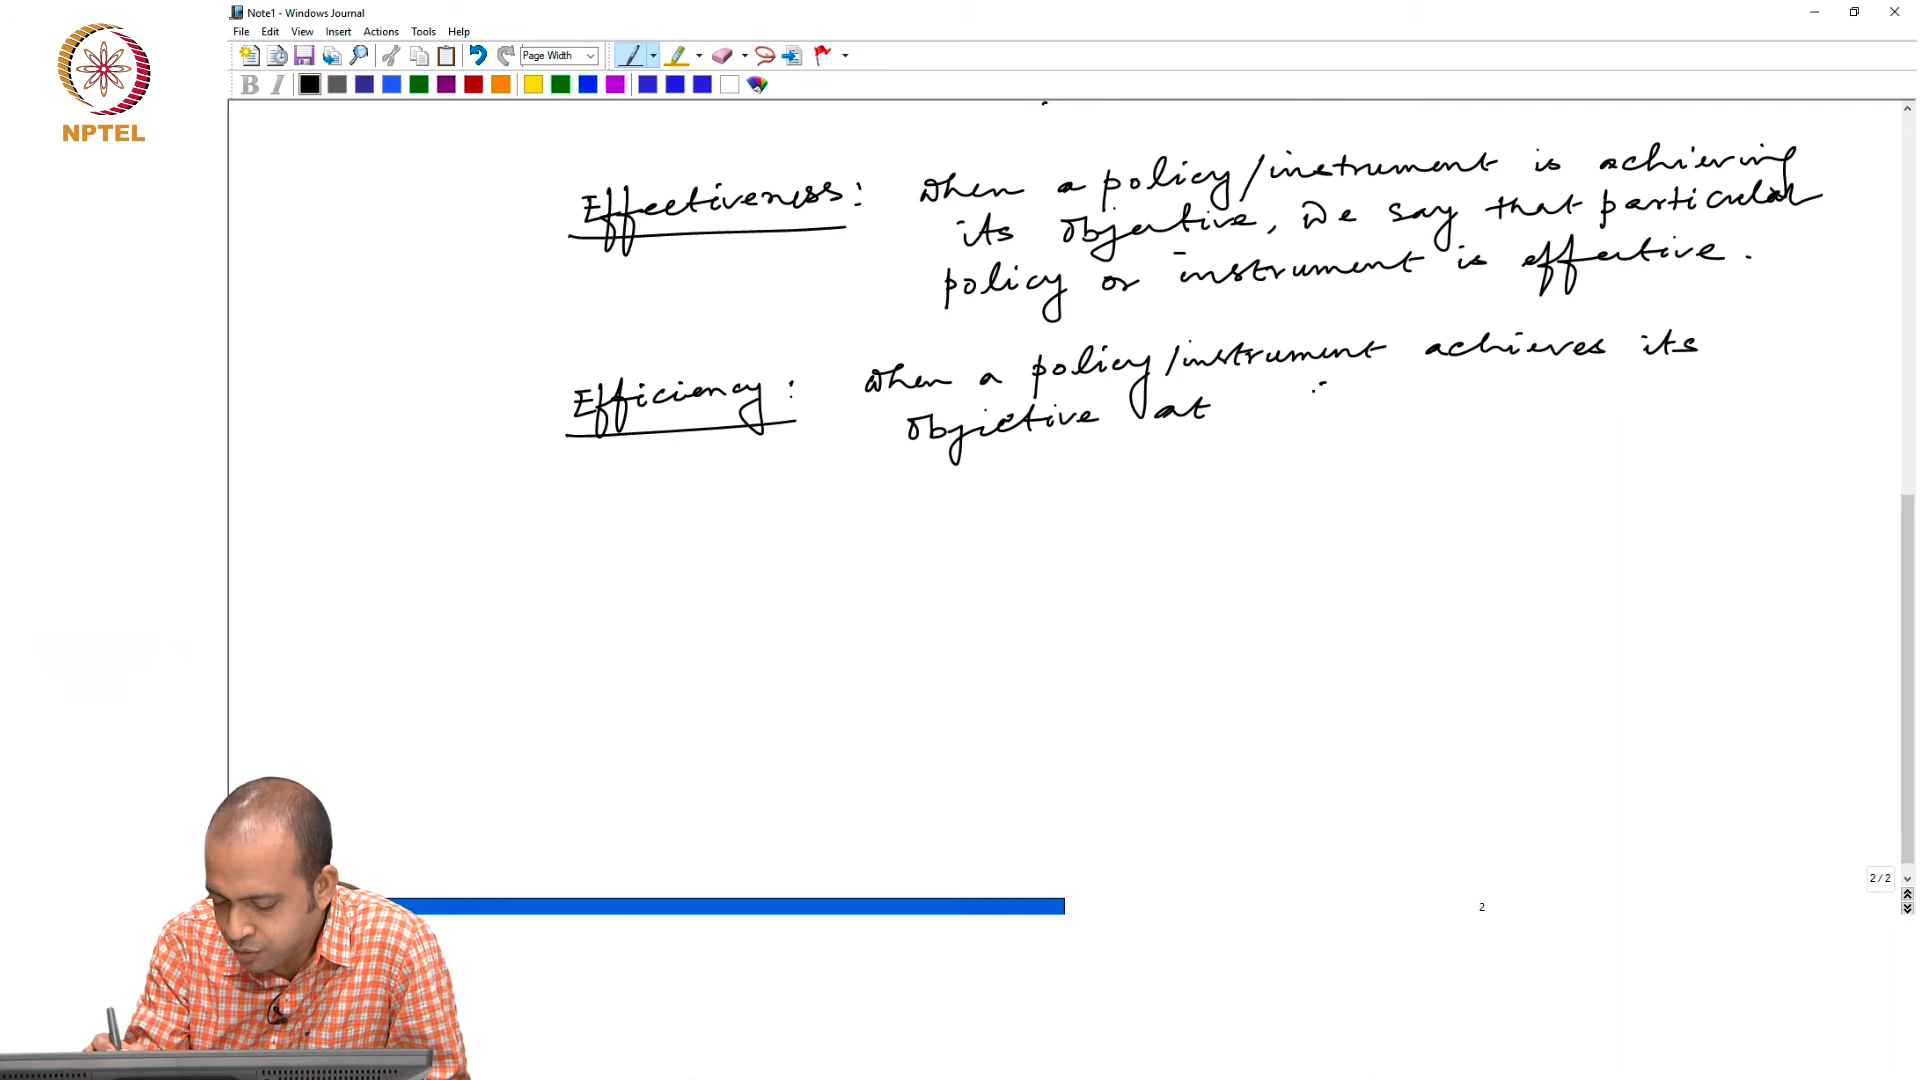 Note1 - Windows Journal
File Edit View Insert Actions Tools Help
Page Width
B I
NPTEL
Effectiveness: When a policy/instrument is achieving
its objective, we say that particular
policy or instrument is effective.
Efficiency: When a policy/instrument achieves its
objective at
2/2
2